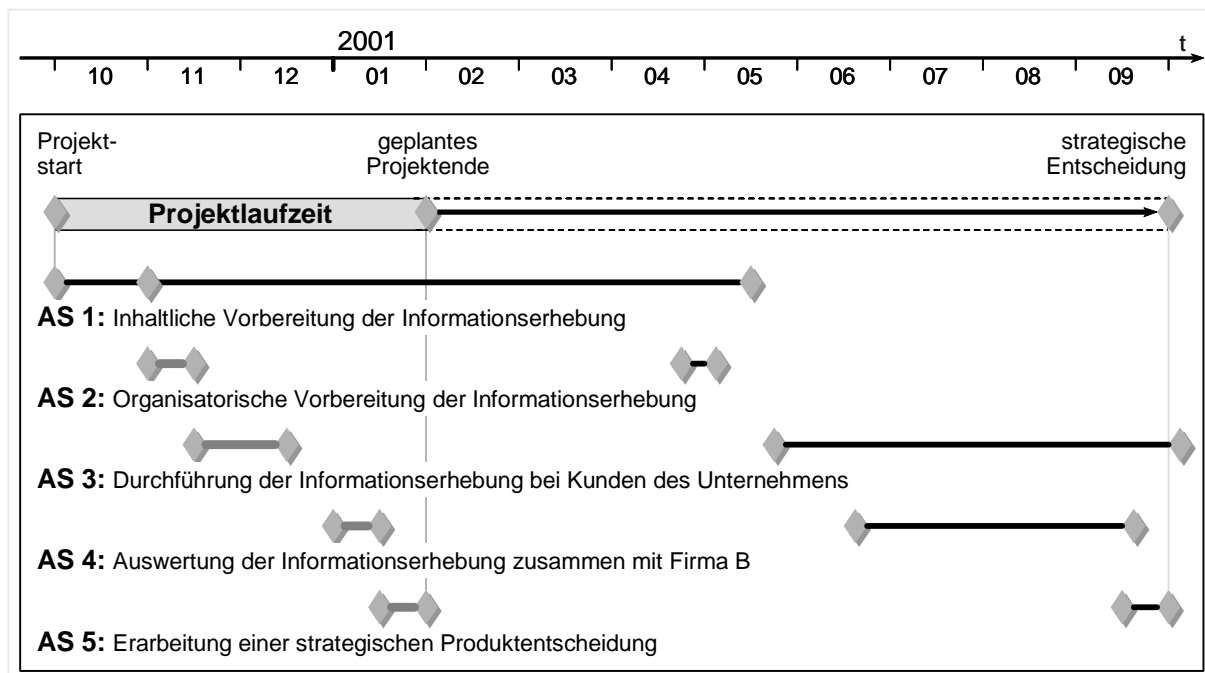 2001 t
10 11 12 01 02 03 04 05 06 07 08 09
Projekt- geplantes strategische
start Projektende Entscheidung
Projektlaufzeit
AS 1: Inhaltliche Vorbereitung der Informationserhebung
AS 2: Organisatorische Vorbereitung der Informationserhebung
AS 3: Durchführung der Informationserhebung bei Kunden des Unternehmens
AS 4: Auswertung der Informationserhebung zusammen mit Firma B
AS 5: Erarbeitung einer strategischen Produktentscheidung